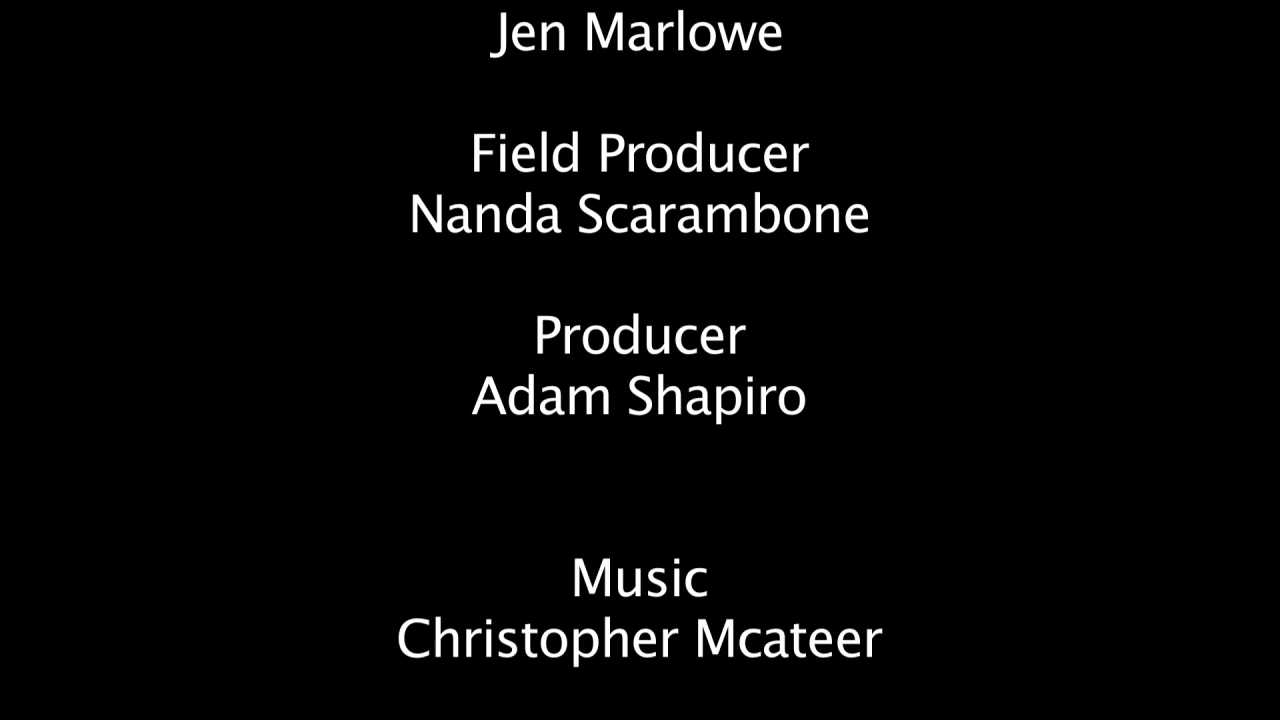 Jen Marlowe
Field Producer
Nanda Scarambone
Producer
Adam Shapiro
Music
Christopher Mcateer